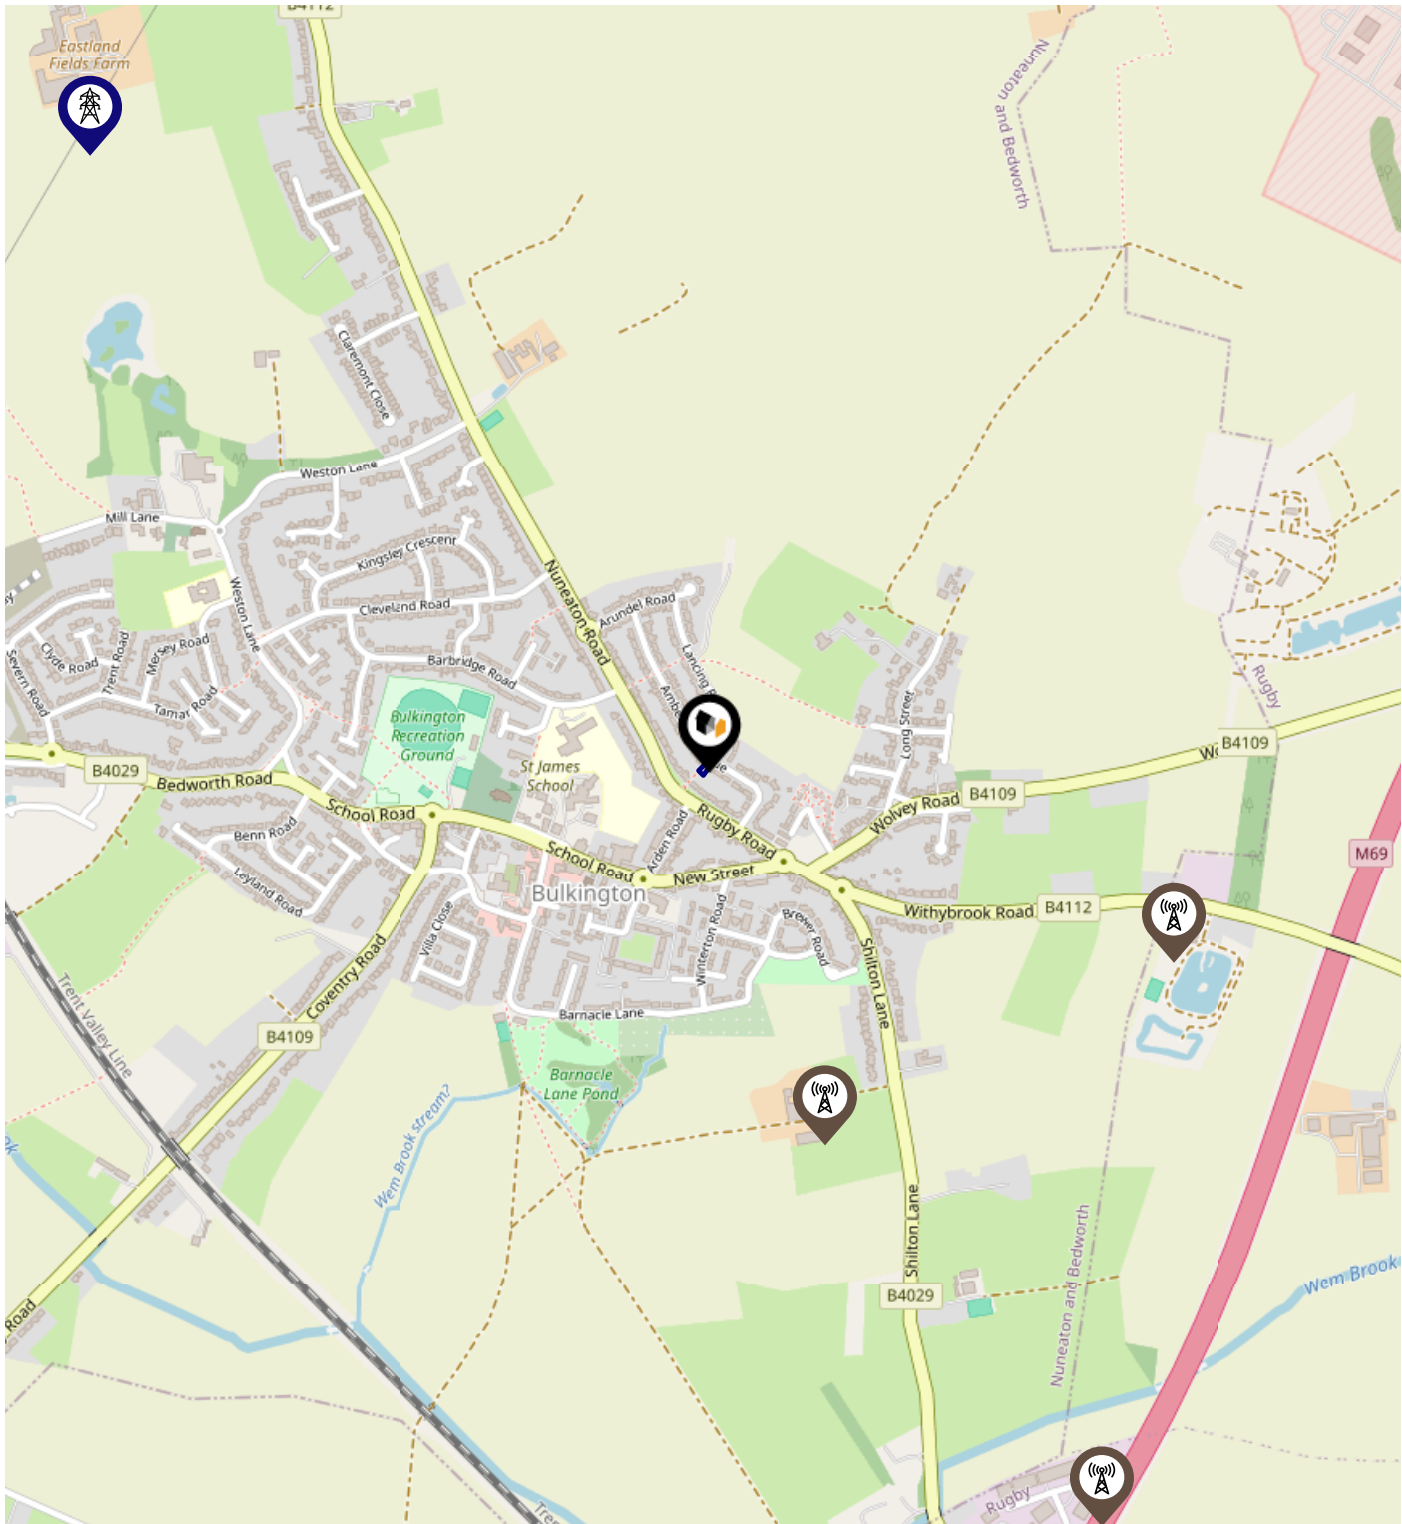 B4112
Eastland
Fields Farm
Nuneaton
and Bedworth
Claremont Close
Weston Lane
Mill Lane
Kingsley Crescent
Nuneaton Road
Weston Lane
Cleveland Road
Arundel Road
Clyde Road
Trent Road
Mersey Road
Severn Road
Barbridge Road
Lancing R
Tamar Road
Ambe
Long Street
Rugby
Bulkington
Recreation
Ground
St James
School
B4109
Wo
B4029
Bedworth Road
School Road
B4109
Wolvey Road
Rugby Road
Benn Road
Arden Road
School Road
New Street
M69
Leyland Road
Bulkington
Withybrook Road
B4112
Villa Close
Winterton Road
Brewer Road
Coventry Road
Shilton Lane
Trent Valley Line
Barnacle Lane
B4109
Barnacle
Lane Pond
Wem Brook stream?
ok
Shilton Lane
Nuneaton and Bedworth
Wem Brook
B4029
Road
Rugby
Tren